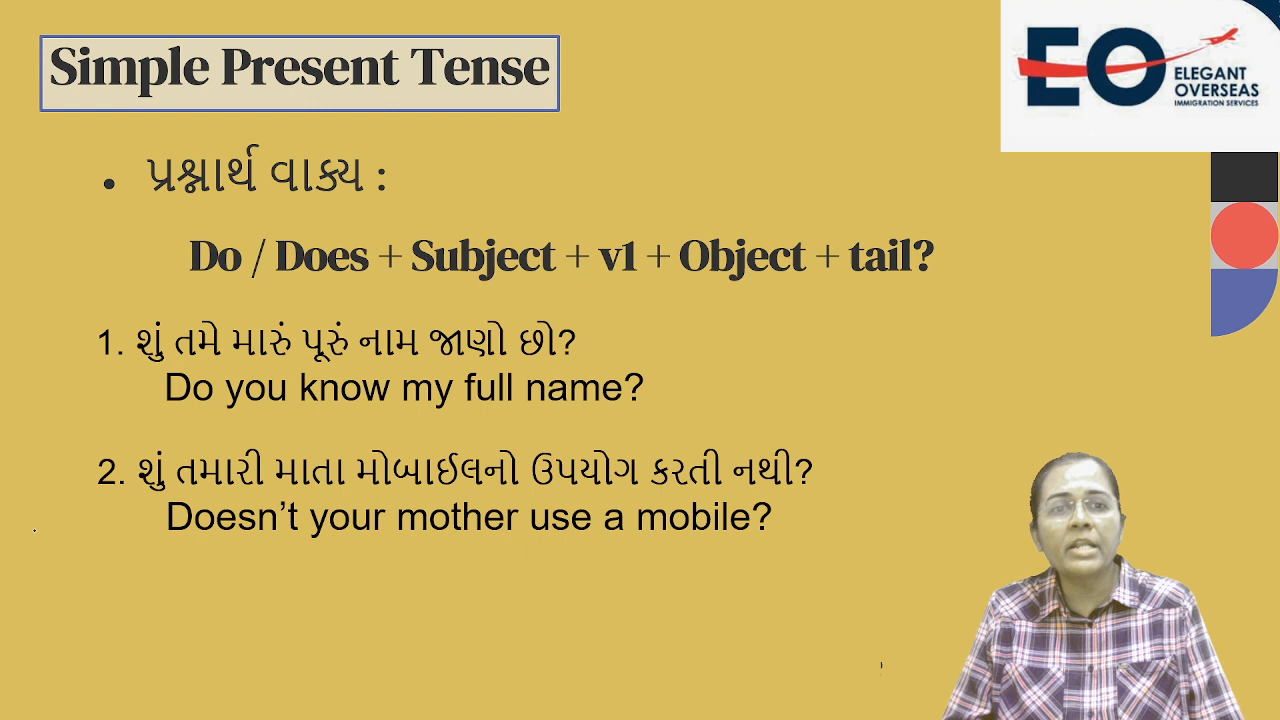 Simple Present Tense
EO ELEGANT
OVERSEAS
IMMIGRATION SERVICES
• પ્રશ્નાર્થ વાક્ય :
Do / Does + Subject + v1 + Object + tail?
1. શું તમે મારું પૂરું નામ જાણો છો?
Do you know my full name?
2. શું તમારી માતા મોબાઈલનો ઉપયોગ કરતી નથી?
Doesn’t your mother use a mobile?